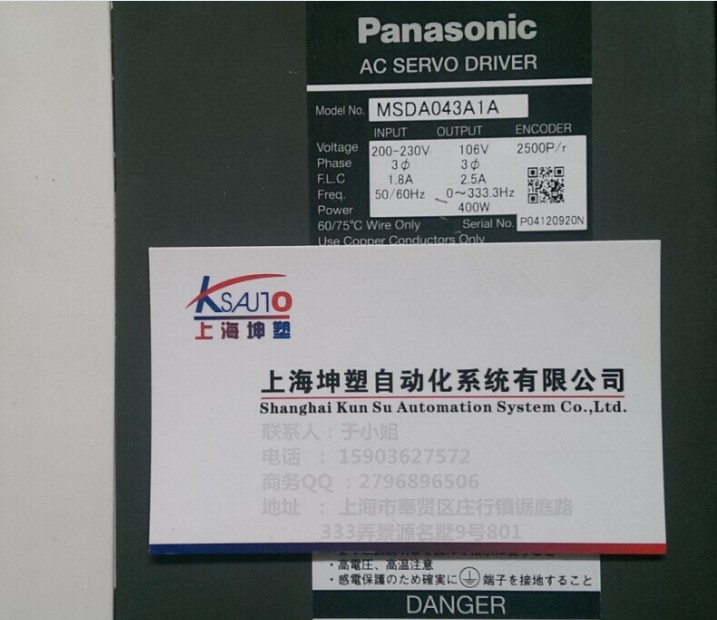 Panasonic
AC SERVO DRIVER
Model No. MSDA043A1A
INPUT OUTPUT ENCODER
Voltage 200-230V 106V 2500P/r
Phase 3ϕ 3ϕ
F.L.C 1.8A 2.5A
Freq. 50/60Hz 0～333.3Hz
Power 400W
60/75℃ Wire Only Serial No. P04120920N
Use Copper Conductors Only
KSAUTO
上海坤塑
上海坤塑自动化系统有限公司
Shanghai Kun Su Automation System Co.,Ltd.
联系人：于小姐
电话 ：15903627572
商务QQ ：2796896506
地址 ：上海市奉贤区庄行镇锯庭路
333弄景源名墅9号801
・高電圧、高温注意
・感電保護のため確実に 端子を接地すること
DANGER